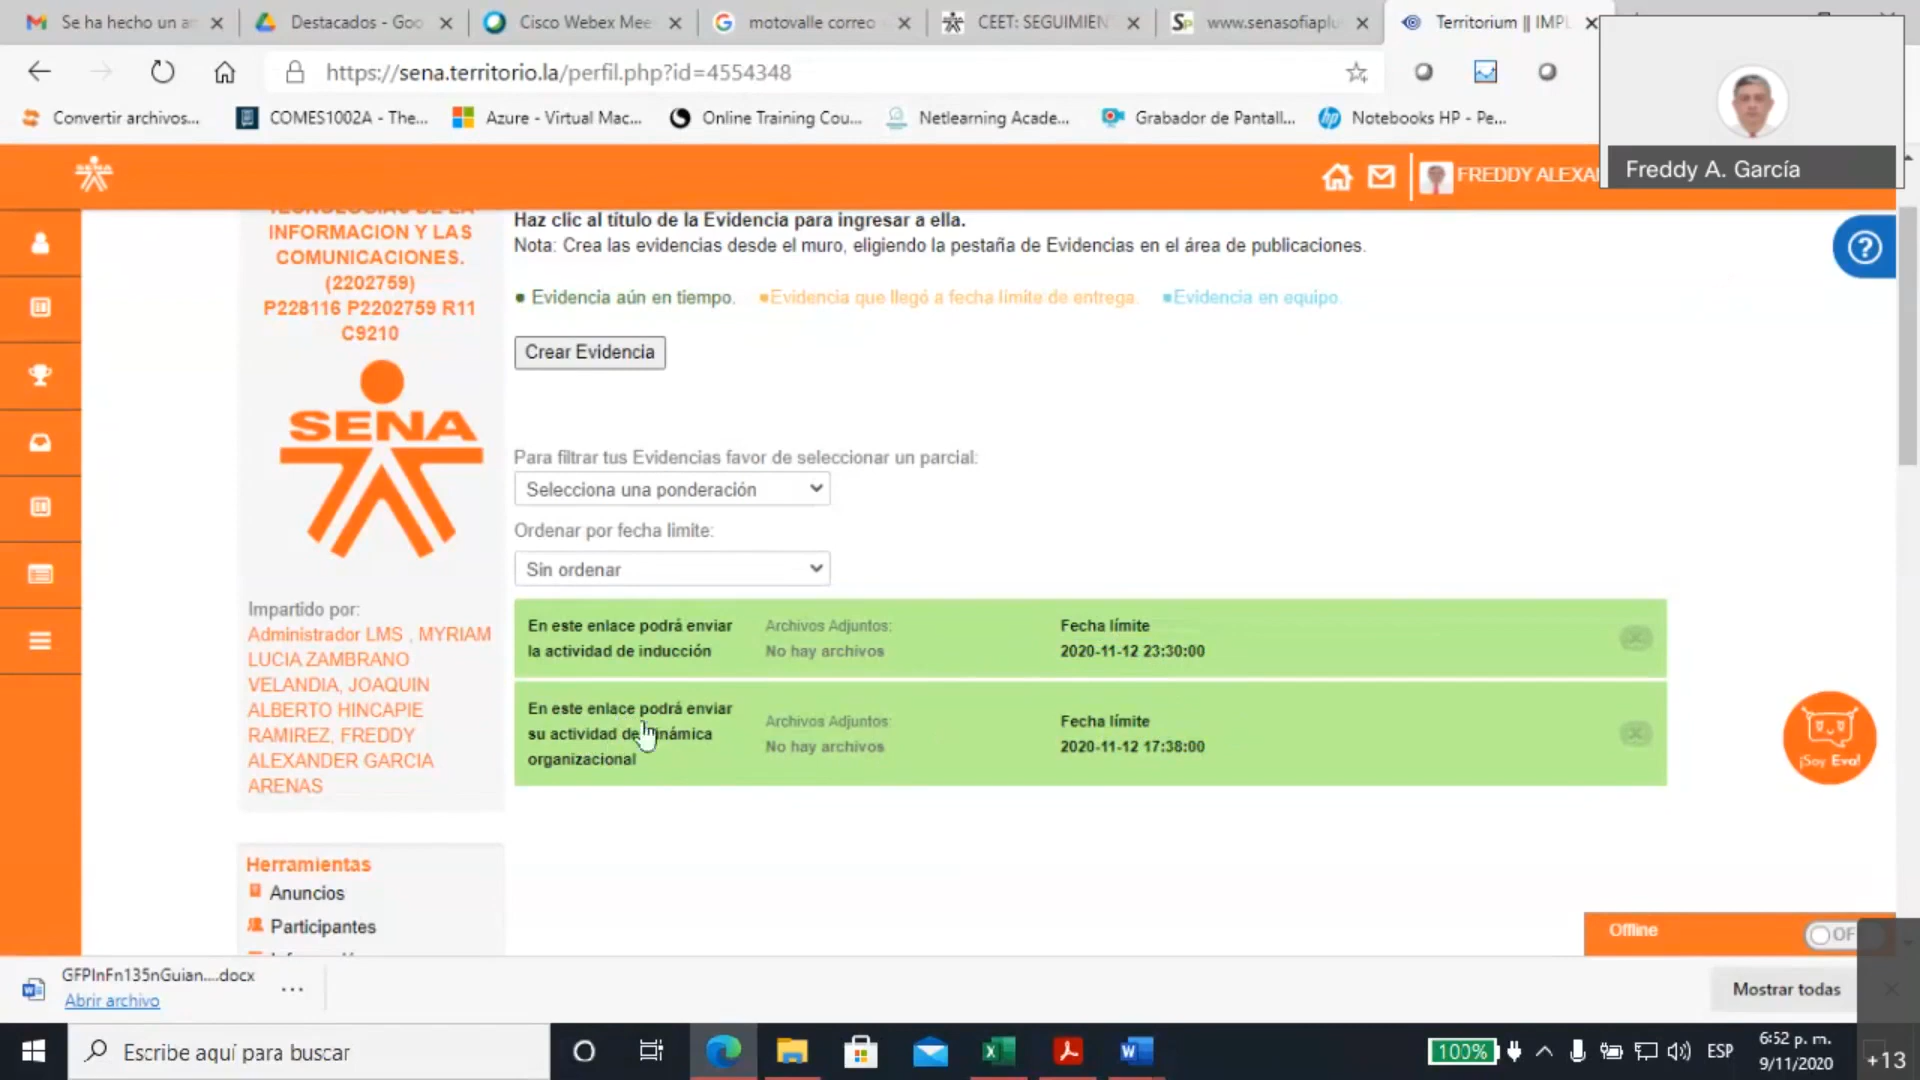 Se ha hecho un a
Destacados - Goo
Cisco Webex Mee
motovalle correo
CEET: SEGUIMIEN
www.senasofiaplu
Territorium || IMPL
https://sena.territorio.la/perfil.php?id=4554348
Convertir archivos...
COMES1002A - The...
Azure - Virtual Mac...
Online Training Cou...
Netlearning Acade...
Grabador de Pantall...
Notebooks HP - Pe...
Freddy A. García
FREDDY ALEXA
TECNOLOGIAS DE LA
INFORMACION Y LAS
COMUNICACIONES.
(2202759)
P228116 P2202759 R11
C9210
SENA
Impartido por:
Administrador LMS , MYRIAM
LUCIA ZAMBRANO
VELANDIA, JOAQUIN
ALBERTO HINCAPIE
RAMIREZ, FREDDY
ALEXANDER GARCIA
ARENAS
Herramientas
Anuncios
Participantes
Haz clic al título de la Evidencia para ingresar a ella.
Nota: Crea las evidencias desde el muro, eligiendo la pestaña de Evidencias en el área de publicaciones.
Evidencia aún en tiempo.
Evidencia que llegó a fecha límite de entrega.
Evidencia en equipo.
Crear Evidencia
Para filtrar tus Evidencias favor de seleccionar un parcial:
Selecciona una ponderación
Ordenar por fecha limite:
Sin ordenar
En este enlace podrá enviar
la actividad de inducción
Archivos Adjuntos:
No hay archivos
Fecha límite
2020-11-12 23:30:00
En este enlace podrá enviar
su actividad de dinámica
organizacional
Archivos Adjuntos:
No hay archivos
Fecha límite
2020-11-12 17:38:00
¡Soy Eva!
Offline
OF
GFPInFn135nGuian....docx
Abrir archivo
Mostrar todas
Escribe aquí para buscar
100%
ESP
6:52 p. m.
9/11/2020
+13